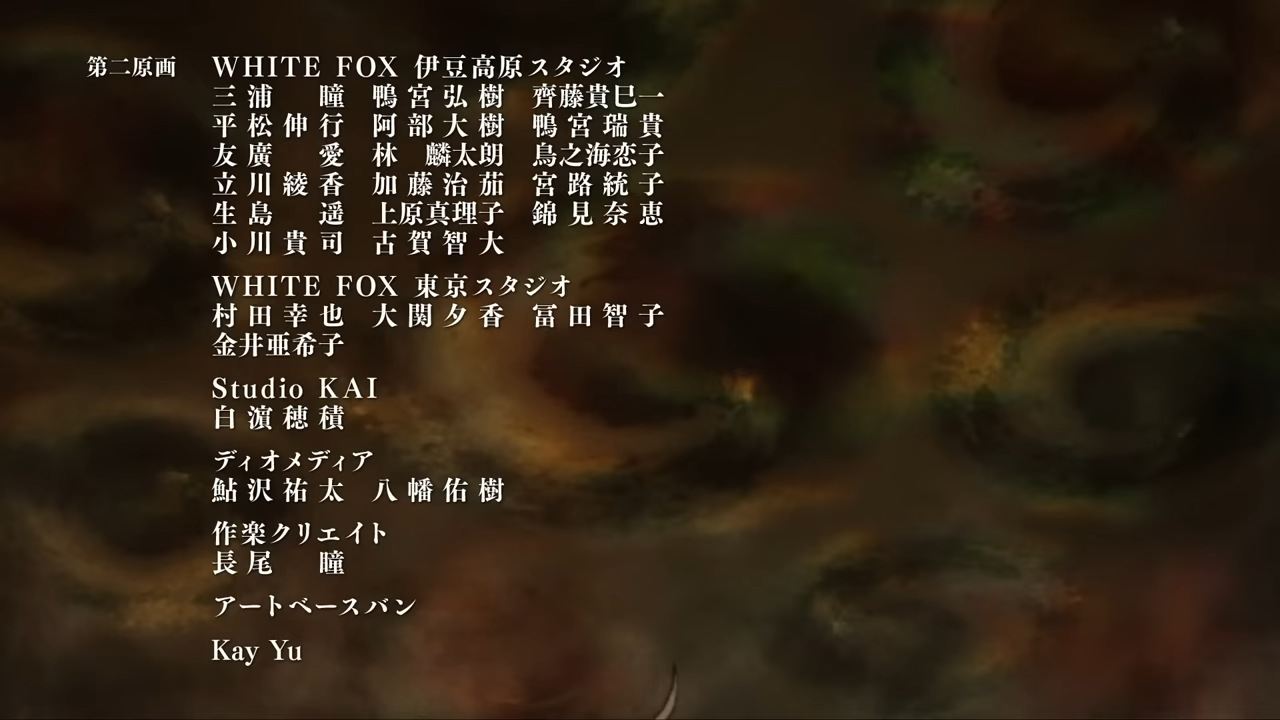 第二原画 WHITE FOX 伊豆高原スタジオ
三浦 瞳 鴨宮弘樹 齊藤貴巳一
平松伸行 阿部大樹 鴨宮瑞貴
友廣 愛 林 麟太朗 鳥之海恋子
立川綾香 加藤治茄 宮路統子
生島 遥 上原真理子 錦見奈恵
小川貴司 古賀智大
WHITE FOX 東京スタジオ
村田幸也 大関夕香 冨田智子
金井亜希子
Studio KAI
白濵穂積
ディオメディア
鮎沢祐太 八幡佑樹
作楽クリエイト
長尾 瞳
アートベースバン
Kay Yu